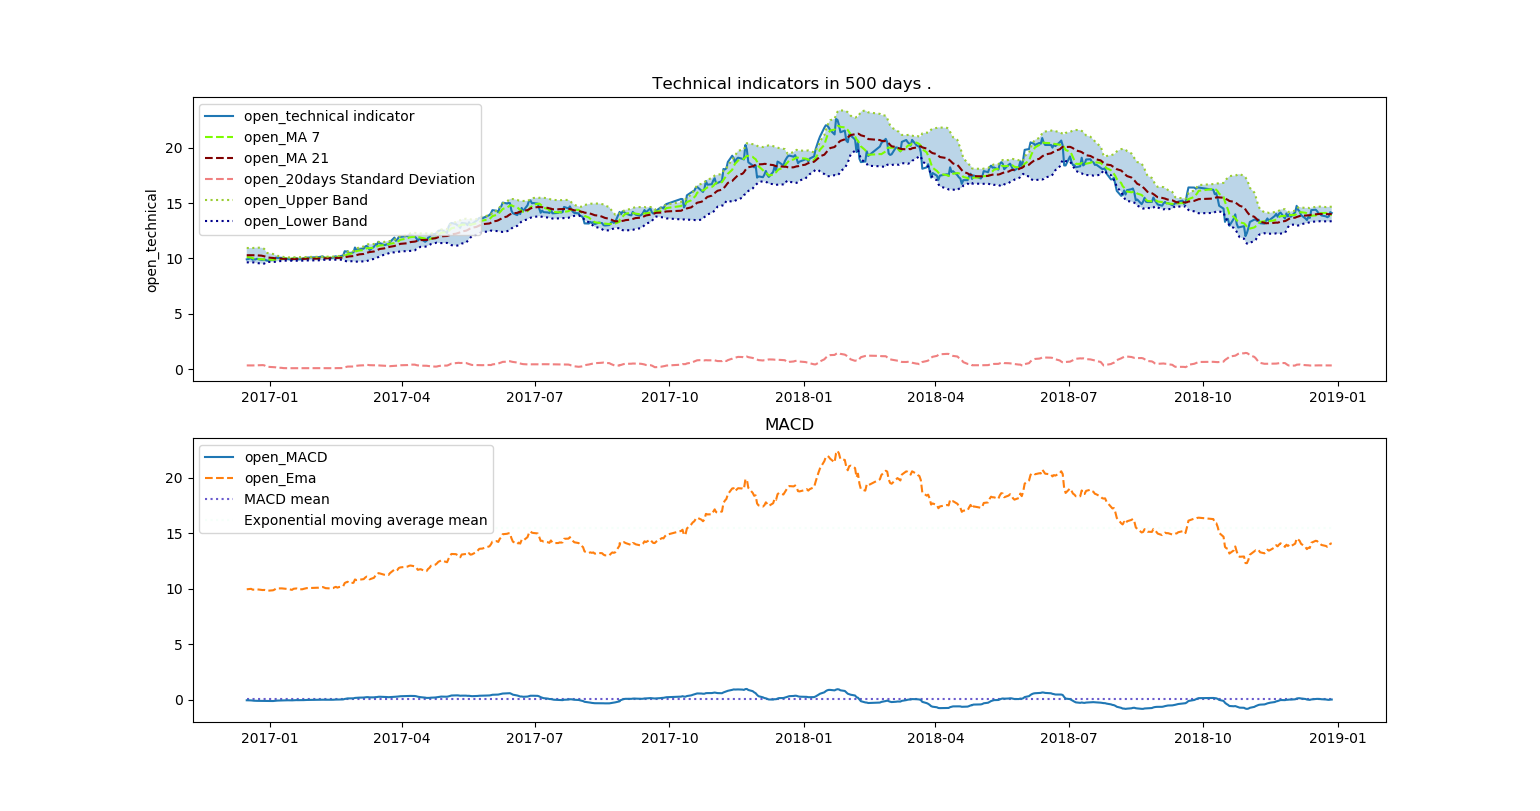 Technical indicators in 500 days .
open_technical indicator
open_MA 7
open_MA 21
open_20days Standard Deviation
open_Upper Band
open_Lower Band
open_technical
20
15
10
5
0
2017-01 2017-04 2017-07 2017-10 2018-01 2018-04 2018-07 2018-10 2019-01
MACD
open_MACD
open_Ema
MACD mean
Exponential moving average mean
20
15
10
5
0
2017-01 2017-04 2017-07 2017-10 2018-01 2018-04 2018-07 2018-10 2019-01